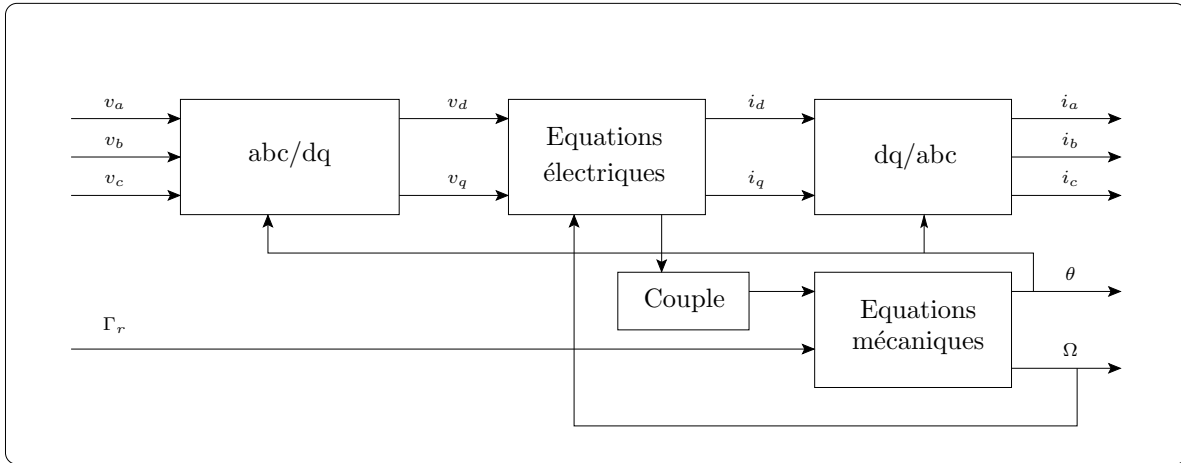 v_a
v_b
v_c
abc/dq
v_d
v_q
Equations
électriques
i_d
i_q
dq/abc
i_a
i_b
i_c
Couple
Γ_r
Equations
mécaniques
θ
Ω